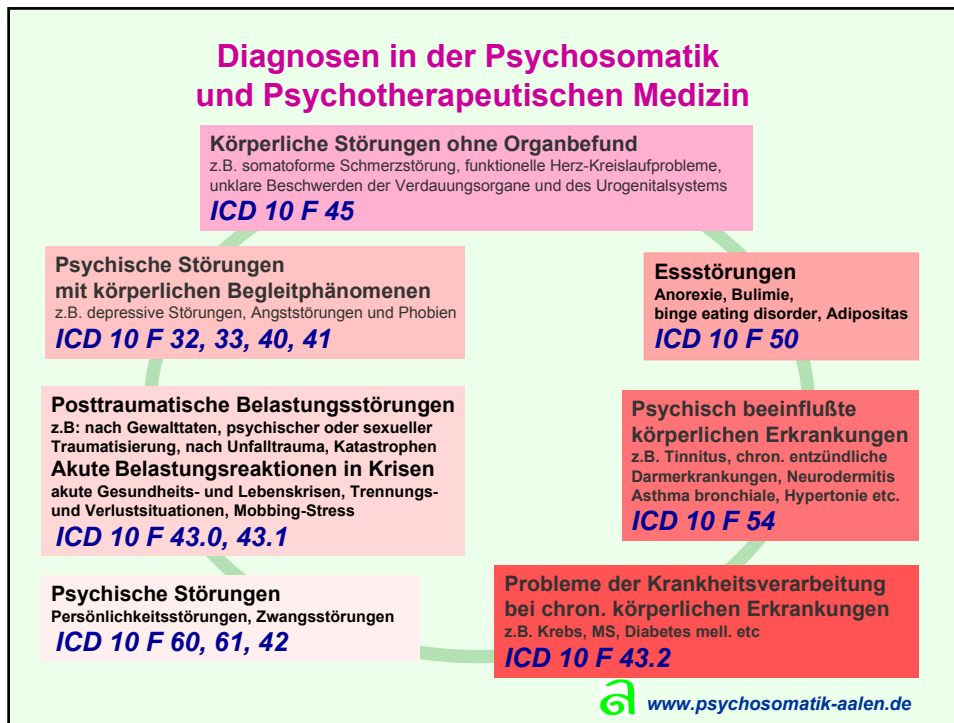 Diagnosen in der Psychosomatik
und Psychotherapeutischen Medizin
Körperliche Störungen ohne Organbefund
z.B. somatoforme Schmerzstörung, funktionelle Herz-Kreislaufprobleme,
unklare Beschwerden der Verdauungsorgane und des Urogenitalsystems
ICD 10 F 45
Psychische Störungen
mit körperlichen Begleitphänomenen
z.B. depressive Störungen, Angststörungen und Phobien
ICD 10 F 32, 33, 40, 41
Essstörungen
Anorexie, Bulimie,
binge eating disorder, Adipositas
ICD 10 F 50
Posttraumatische Belastungsstörungen
z.B: nach Gewalttaten, psychischer oder sexueller
Traumatisierung, nach Unfalltrauma, Katastrophen
Akute Belastungsreaktionen in Krisen
akute Gesundheits- und Lebenskrisen, Trennungs-
und Verlustsituationen, Mobbing-Stress
ICD 10 F 43.0, 43.1
Psychisch beeinflußte
körperlichen Erkrankungen
z.B. Tinnitus, chron. entzündliche
Darmerkrankungen, Neurodermitis
Asthma bronchiale, Hypertonie etc.
ICD 10 F 54
Psychische Störungen
Persönlichkeitsstörungen, Zwangsstörungen
ICD 10 F 60, 61, 42
Probleme der Krankheitsverarbeitung
bei chron. körperlichen Erkrankungen
z.B. Krebs, MS, Diabetes mell. etc
ICD 10 F 43.2
a www.psychosomatik-aalen.de